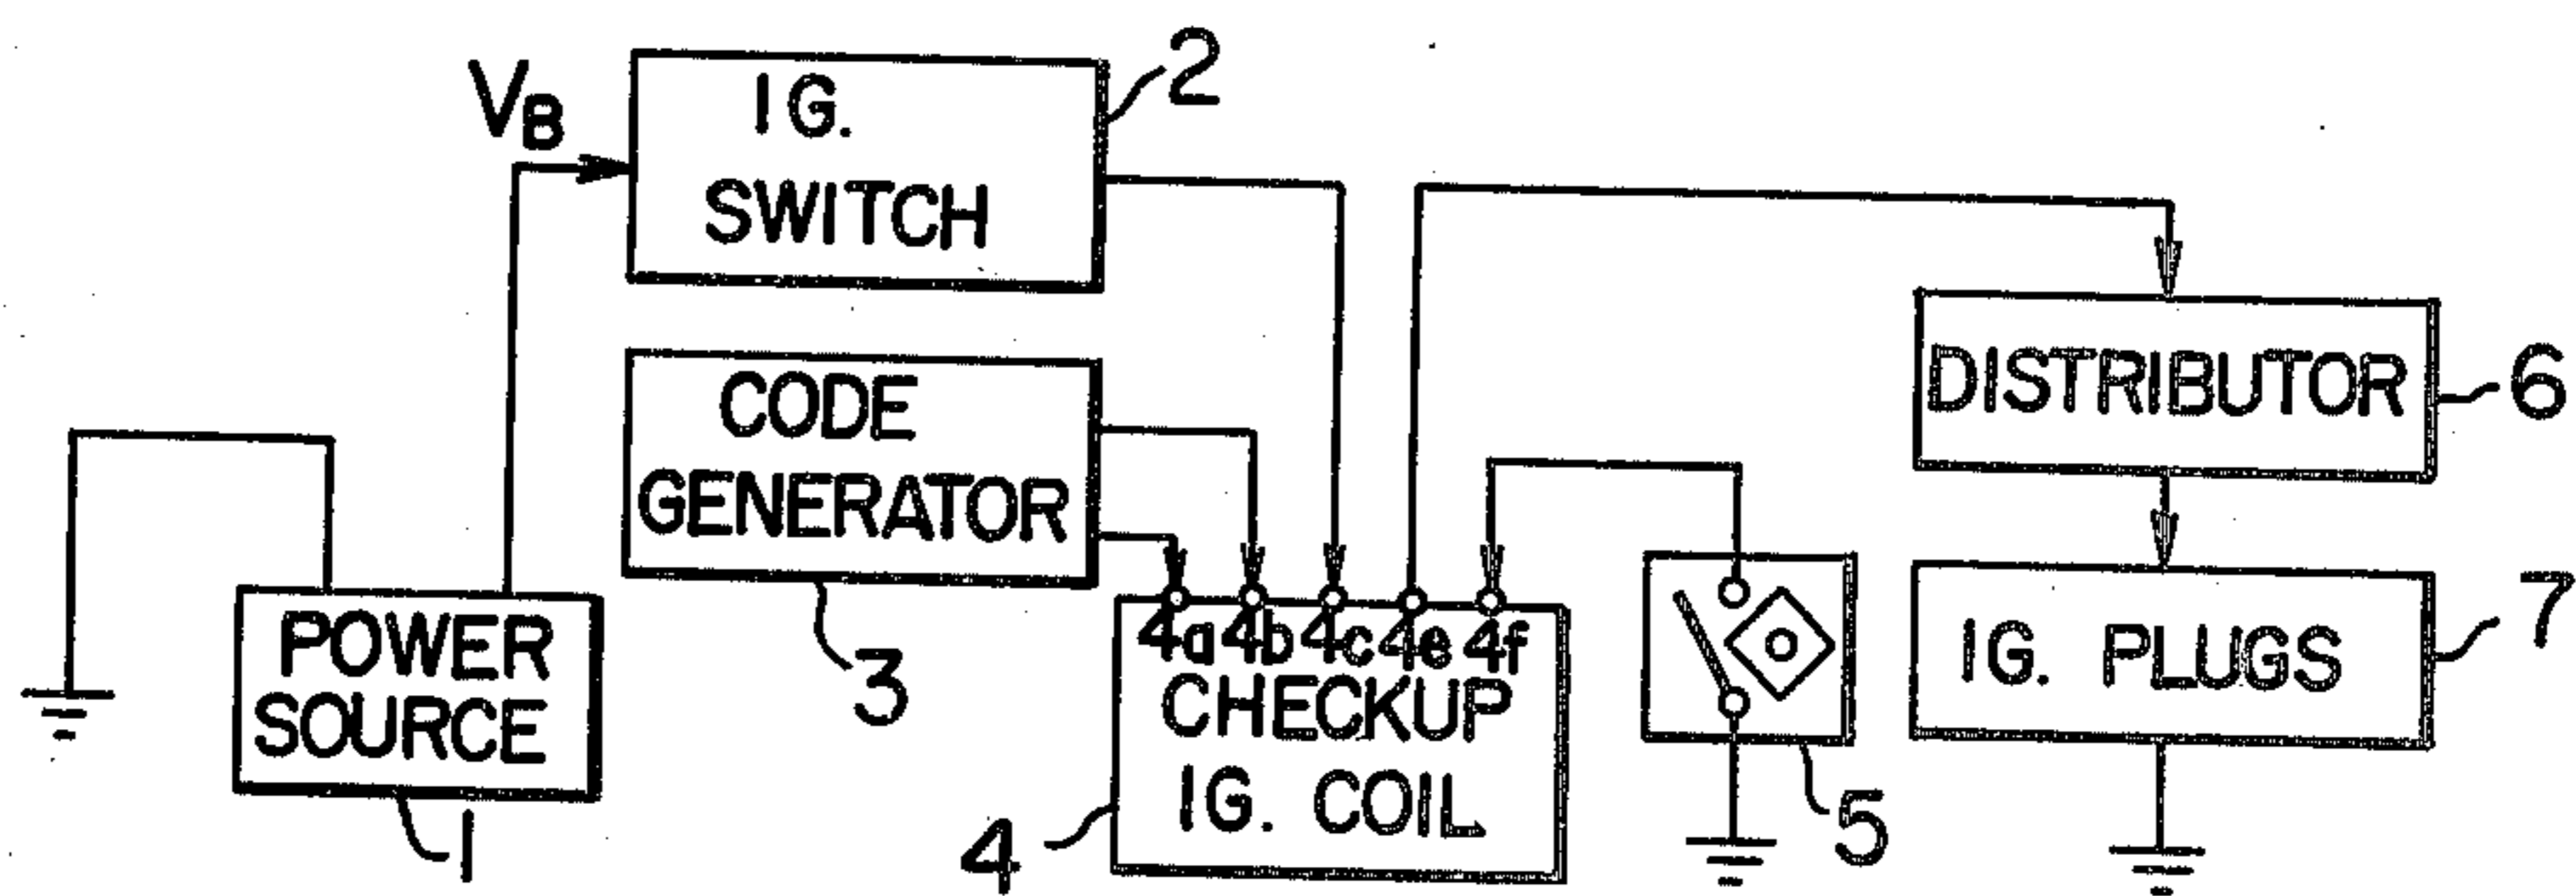 VB
IG.
SWITCH
2
CODE
GENERATOR
3
POWER
SOURCE
1
4a 4b 4c 4e 4f
CHECKUP
IG. COIL
4
5
DISTRIBUTOR
6
IG. PLUGS
7